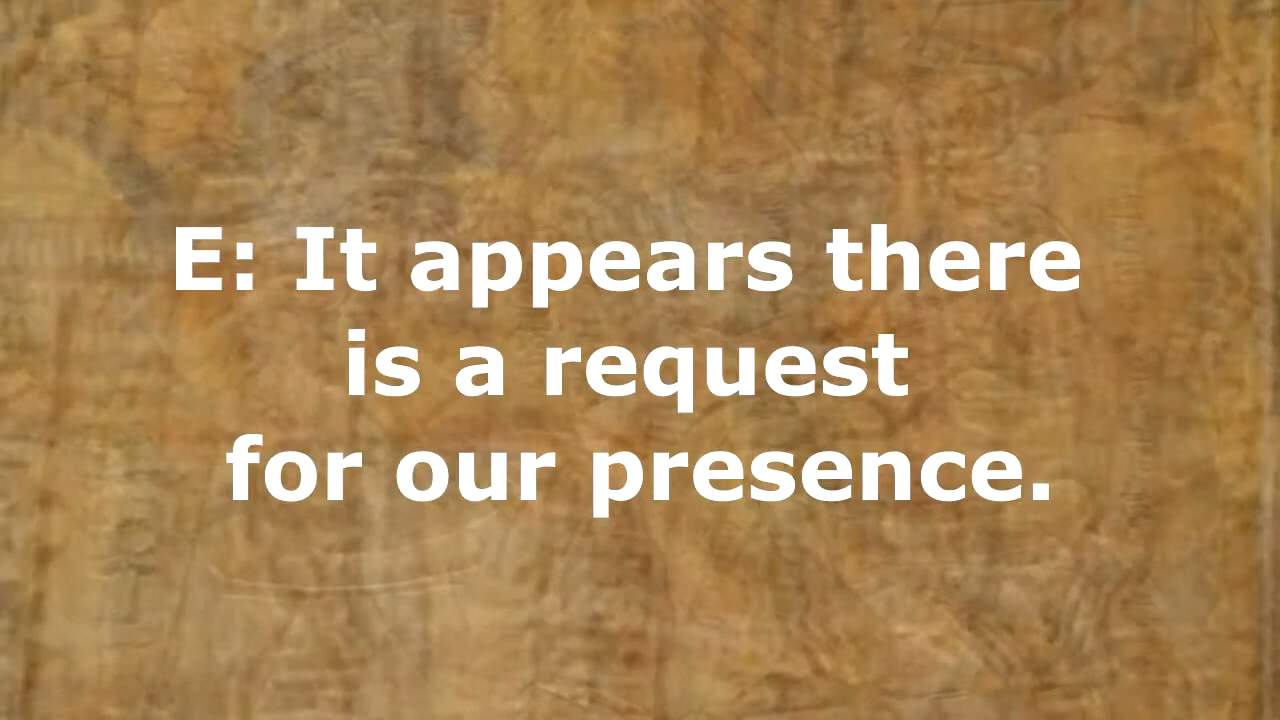 E: It appears there
is a request
for our presence.